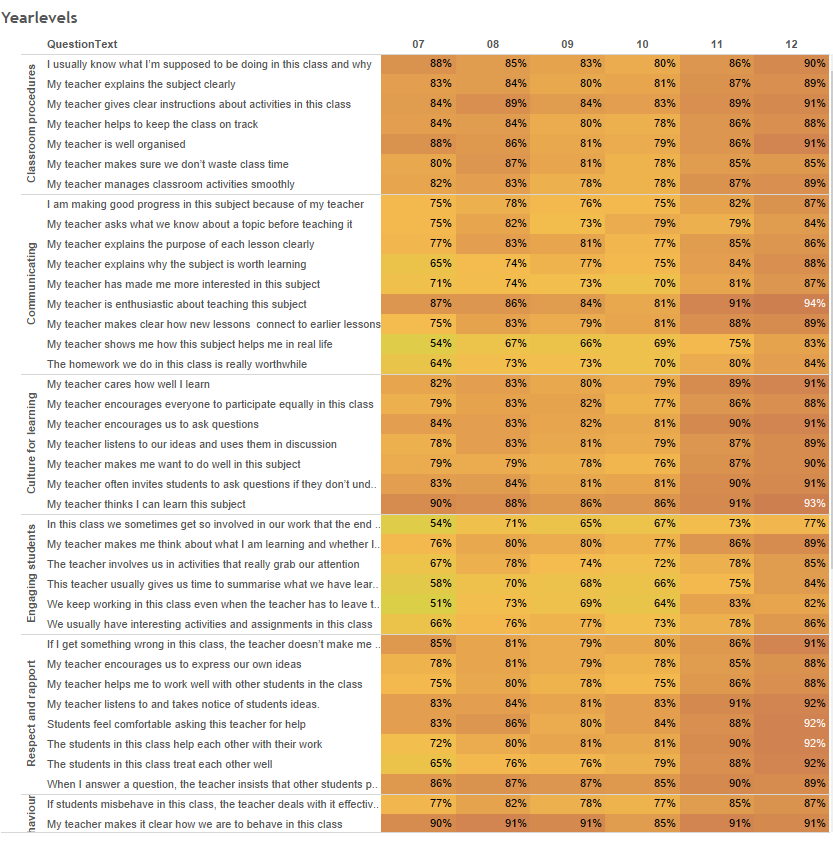 Yearlevels
QuestionText 07 08 09 10 11 12
Classroom procedures
I usually know what I'm supposed to be doing in this class and why 88% 85% 83% 80% 86% 90%
My teacher explains the subject clearly 83% 84% 80% 81% 87% 89%
My teacher gives clear instructions about activities in this class 84% 89% 84% 83% 89% 91%
My teacher helps to keep the class on track 84% 84% 80% 78% 86% 88%
My teacher is well organised 88% 86% 81% 79% 86% 91%
My teacher makes sure we don't waste class time 80% 87% 81% 78% 85% 85%
My teacher manages classroom activities smoothly 82% 83% 78% 78% 87% 89%
Communicating
I am making good progress in this subject because of my teacher 75% 78% 76% 75% 82% 87%
My teacher asks what we know about a topic before teaching it 75% 82% 73% 79% 79% 84%
My teacher explains the purpose of each lesson clearly 77% 83% 81% 77% 85% 86%
My teacher explains why the subject is worth learning 65% 74% 77% 75% 84% 88%
My teacher has made me more interested in this subject 71% 74% 73% 70% 81% 87%
My teacher is enthusiastic about teaching this subject 87% 86% 84% 81% 91% 94%
My teacher makes clear how new lessons  connect to earlier lessons 75% 83% 79% 81% 88% 89%
My teacher shows me how this subject helps me in real life 54% 67% 66% 69% 75% 83%
The homework we do in this class is really worthwhile 64% 73% 73% 70% 80% 84%
Culture for learning
My teacher cares how well I learn 82% 83% 80% 79% 89% 91%
My teacher encourages everyone to participate equally in this class 79% 83% 82% 77% 86% 88%
My teacher encourages us to ask questions 84% 83% 82% 81% 90% 91%
My teacher listens to our ideas and uses them in discussion 78% 83% 81% 79% 87% 89%
My teacher makes me want to do well in this subject 79% 79% 78% 76% 87% 90%
My teacher often invites students to ask questions if they don't und.. 83% 84% 81% 81% 90% 91%
My teacher thinks I can learn this subject 90% 88% 86% 86% 91% 93%
Engaging students
In this class we sometimes get so involved in our work that the end .. 54% 71% 65% 67% 73% 77%
My teacher makes me think about what I am learning and whether I.. 76% 80% 80% 77% 86% 89%
The teacher involves us in activities that really grab our attention 67% 78% 74% 72% 78% 85%
This teacher usually gives us time to summarise what we have lear.. 58% 70% 68% 66% 75% 84%
We keep working in this class even when the teacher has to leave t.. 51% 73% 69% 64% 83% 82%
We usually have interesting activities and assignments in this class 66% 76% 77% 73% 78% 86%
Respect and rapport
If I get something wrong in this class, the teacher doesn't make me .. 85% 81% 79% 80% 86% 91%
My teacher encourages us to express our own ideas 78% 81% 79% 78% 85% 88%
My teacher helps me to work well with other students in the class 75% 80% 78% 75% 86% 88%
My teacher listens to and takes notice of students ideas. 83% 84% 81% 83% 91% 92%
Students feel comfortable asking this teacher for help 83% 86% 80% 84% 88% 92%
The students in this class help each other with their work 72% 80% 81% 81% 90% 92%
The students in this class treat each other well 65% 76% 76% 79% 88% 92%
When I answer a question, the teacher insists that other students p.. 86% 87% 87% 85% 90% 89%
haviour
If students misbehave in this class, the teacher deals with it effectiv.. 77% 82% 78% 77% 85% 87%
My teacher makes it clear how we are to behave in this class 90% 91% 91% 85% 91% 91%